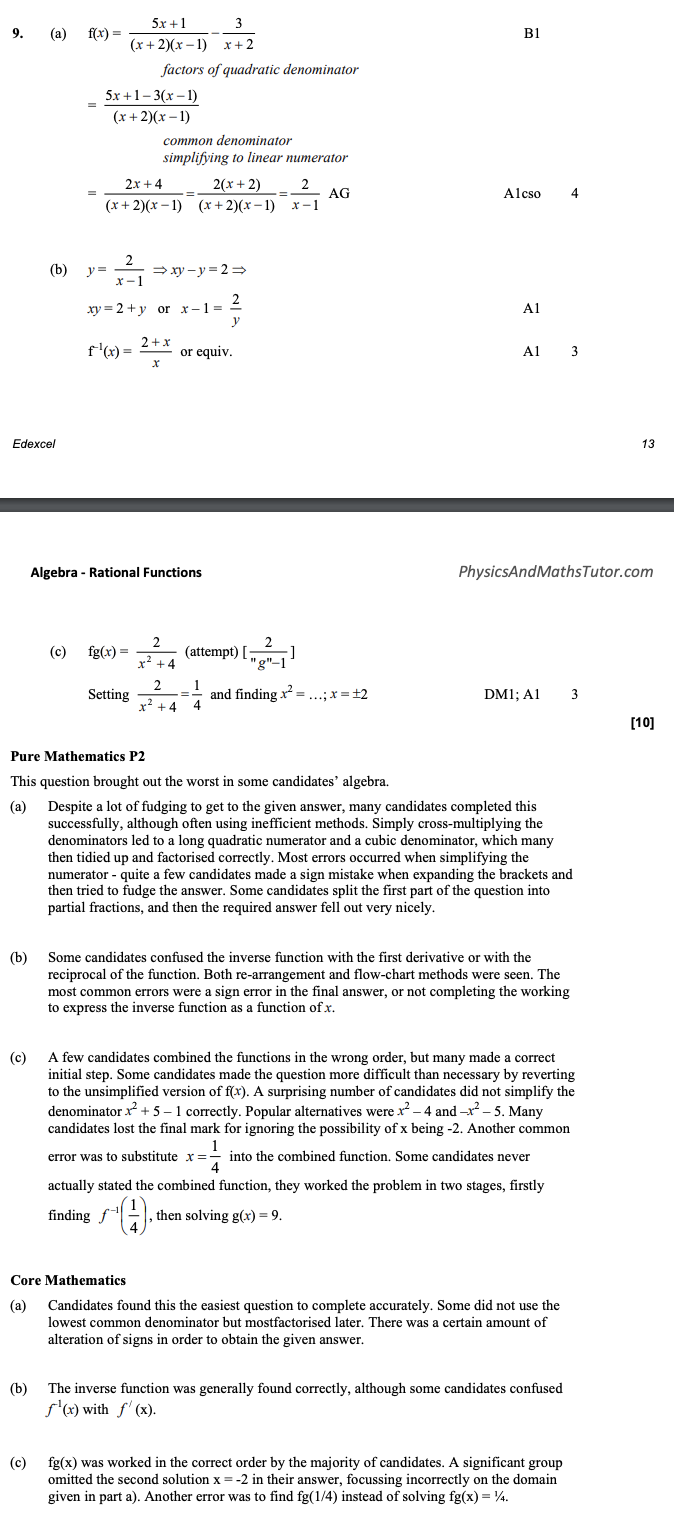 9. (a) f(x) = \frac{5x+1}{(x+2)(x-1)} - \frac{3}{x+2} B1
factors of quadratic denominator
= \frac{5x+1-3(x-1)}{(x+2)(x-1)}
common denominator
simplifying to linear numerator
= \frac{2x+4}{(x+2)(x-1)} = \frac{2(x+2)}{(x+2)(x-1)} = \frac{2}{x-1} AG A1cso 4
(b) y = \frac{2}{x-1} ⇒ xy – y = 2 ⇒
xy = 2 + y or x – 1 = \frac{2}{y} A1
f⁻¹(x) = \frac{2+x}{x} or equiv. A1 3
Edexcel 13
Algebra - Rational Functions PhysicsAndMathsTutor.com
(c) fg(x) = \frac{2}{x²+4} (attempt) [\frac{2}{"g"–1}]
Setting \frac{2}{x²+4} = \frac{1}{4} and finding x² = …; x = ±2 DM1; A1 3
[10]
Pure Mathematics P2
This question brought out the worst in some candidates’ algebra.
(a) Despite a lot of fudging to get to the given answer, many candidates completed this
successfully, although often using inefficient methods. Simply cross-multiplying the
denominators led to a long quadratic numerator and a cubic denominator, which many
then tidied up and factorised correctly. Most errors occurred when simplifying the
numerator - quite a few candidates made a sign mistake when expanding the brackets and
then tried to fudge the answer. Some candidates split the first part of the question into
partial fractions, and then the required answer fell out very nicely.
(b) Some candidates confused the inverse function with the first derivative or with the
reciprocal of the function. Both re-arrangement and flow-chart methods were seen. The
most common errors were a sign error in the final answer, or not completing the working
to express the inverse function as a function of x.
(c) A few candidates combined the functions in the wrong order, but many made a correct
initial step. Some candidates made the question more difficult than necessary by reverting
to the unsimplified version of f(x). A surprising number of candidates did not simplify the
denominator x² + 5 – 1 correctly. Popular alternatives were x² – 4 and –x² – 5. Many
candidates lost the final mark for ignoring the possibility of x being -2. Another common
error was to substitute x = \frac{1}{4} into the combined function. Some candidates never
actually stated the combined function, they worked the problem in two stages, firstly
finding f⁻¹(\frac{1}{4}), then solving g(x) = 9.
Core Mathematics
(a) Candidates found this the easiest question to complete accurately. Some did not use the
lowest common denominator but mostfactorised later. There was a certain amount of
alteration of signs in order to obtain the given answer.
(b) The inverse function was generally found correctly, although some candidates confused
f⁻¹(x) with f′(x).
(c) fg(x) was worked in the correct order by the majority of candidates. A significant group
omitted the second solution x = -2 in their answer, focussing incorrectly on the domain
given in part a). Another error was to find fg(1/4) instead of solving fg(x) = ¼.